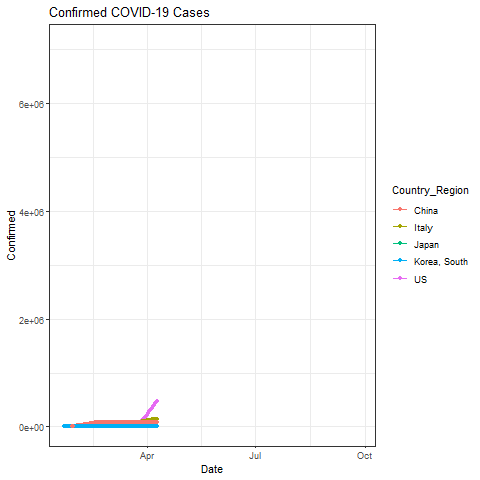 Confirmed COVID-19 Cases
6e+06
4e+06
2e+06
0e+00
Confirmed
Apr
Jul
Oct
Date
Country_Region
China
Italy
Japan
Korea, South
US